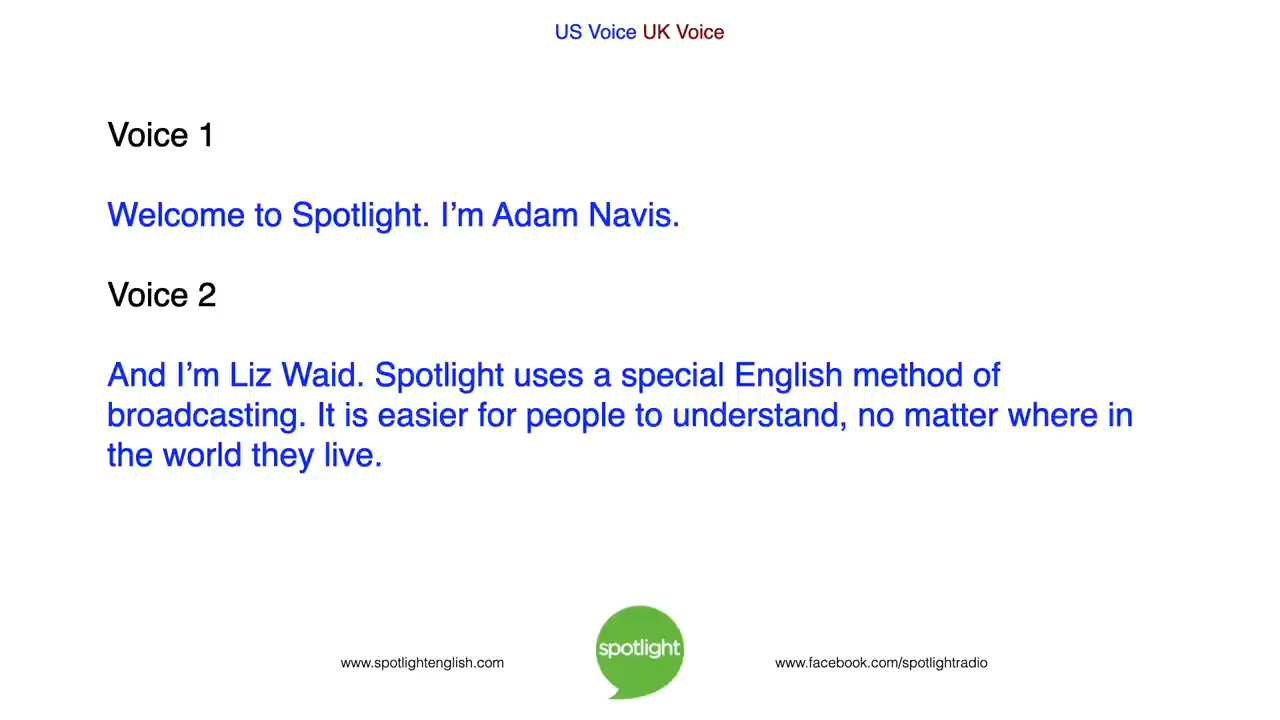 US Voice UK Voice
Voice 1
Welcome to Spotlight. I’m Adam Navis.
Voice 2
And I’m Liz Waid. Spotlight uses a special English method of
broadcasting. It is easier for people to understand, no matter where in
the world they live.
spotlight
www.spotlightenglish.com
www.facebook.com/spotlightradio